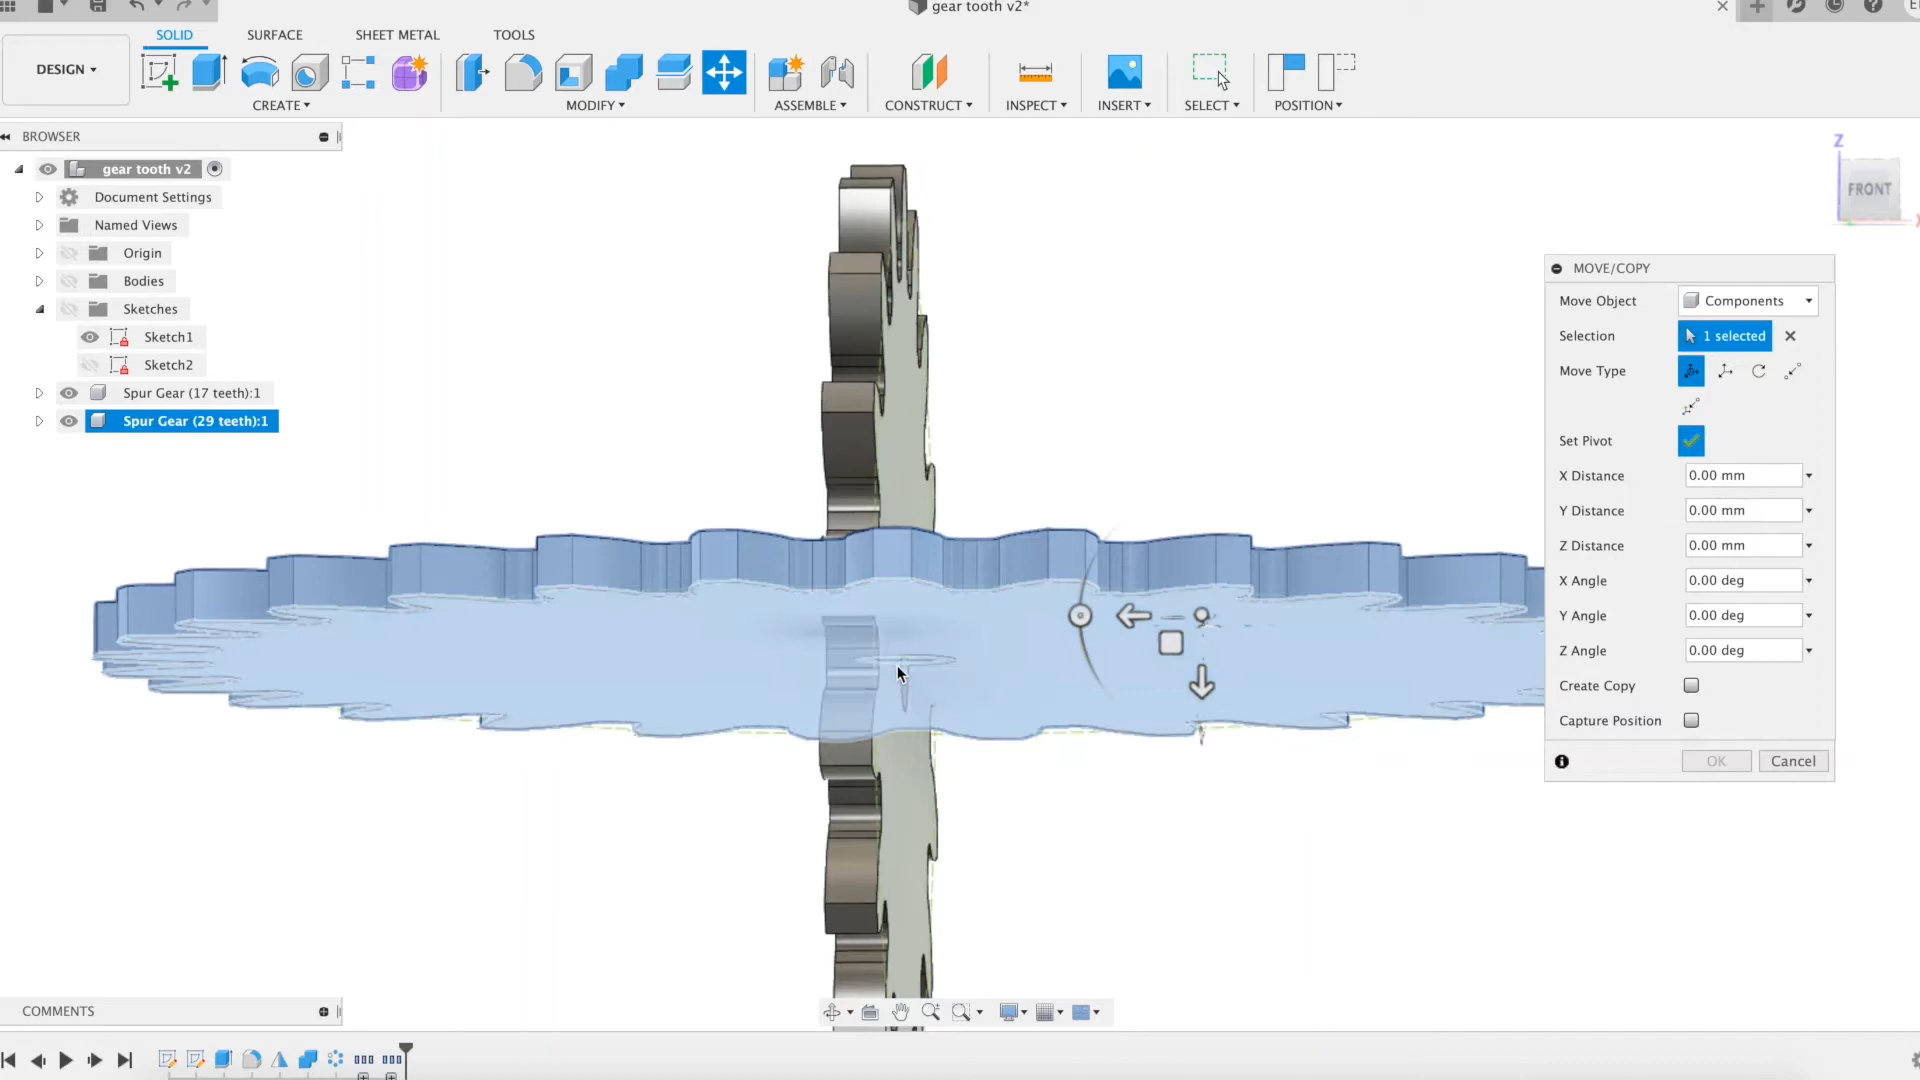 gear tooth v2*
SOLID SURFACE SHEET METAL TOOLS
DESIGN
CREATE MODIFY ASSEMBLE CONSTRUCT INSPECT INSERT SELECT POSITION
BROWSER
gear tooth v2
Document Settings
Named Views
Origin
Bodies
Sketches
Sketch1
Sketch2
Spur Gear (17 teeth):1
Spur Gear (29 teeth):1
Z
FRONT
MOVE/COPY
Move Object Components
Selection 1 selected
Move Type
Set Pivot
X Distance 0.00 mm
Y Distance 0.00 mm
Z Distance 0.00 mm
X Angle 0.00 deg
Y Angle 0.00 deg
Z Angle 0.00 deg
Create Copy
Capture Position
OK Cancel
COMMENTS